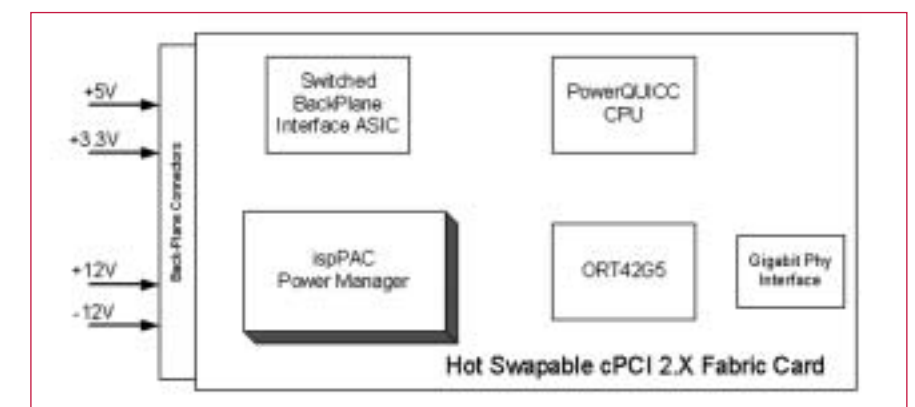 +5V
+3.3V
+12V
-12V
Back-Plane Connectors
Switched
BackPlane
Interface ASIC
PowerQUICC
CPU
ispPAC
Power Manager
ORT42G5
Gigabit Phy
Interface
Hot Swapable cPCI 2.X Fabric Card